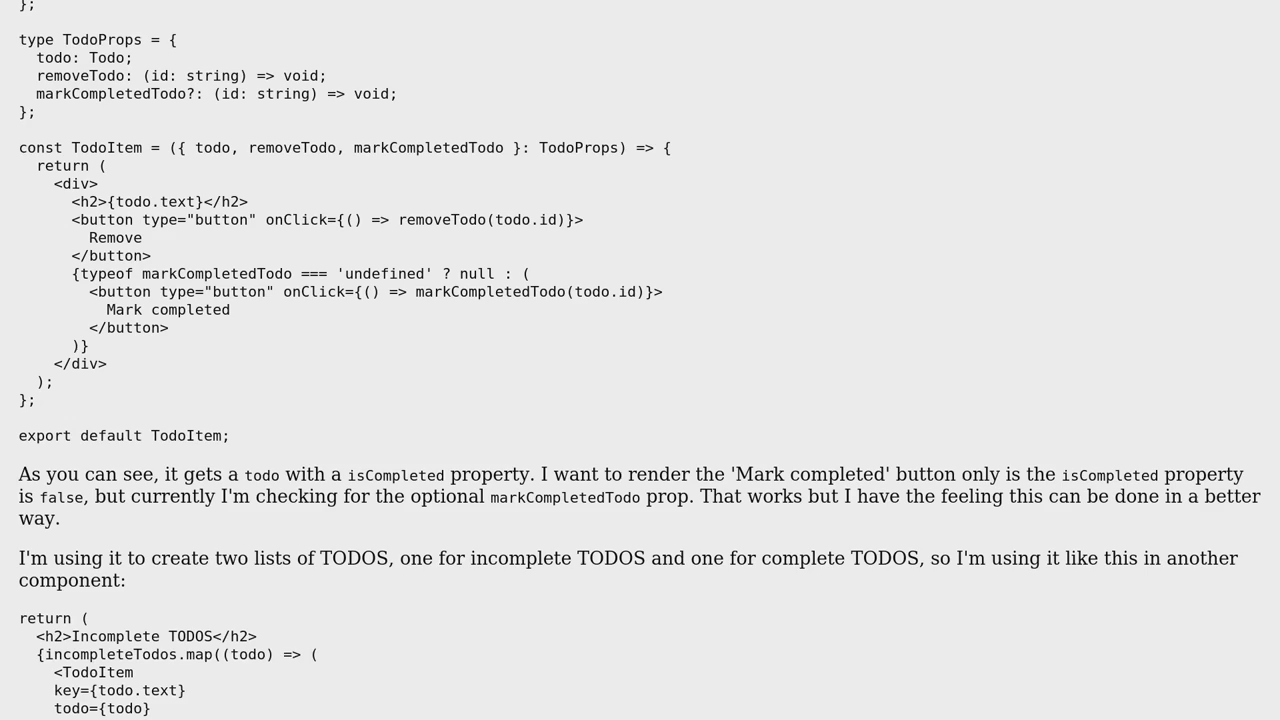 };
type TodoProps = {
  todo: Todo;
  removeTodo: (id: string) => void;
  markCompletedTodo?: (id: string) => void;
};
const TodoItem = ({ todo, removeTodo, markCompletedTodo }: TodoProps) => {
  return (
    <div>
      <h2>{todo.text}</h2>
      <button type="button" onClick={() => removeTodo(todo.id)}>
        Remove
      </button>
      {typeof markCompletedTodo === 'undefined' ? null : (
        <button type="button" onClick={() => markCompletedTodo(todo.id)}>
          Mark completed
        </button>
      )}
    </div>
  );
};
export default TodoItem;
As you can see, it gets a todo with a isCompleted property. I want to render the 'Mark completed' button only is the isCompleted property
is false, but currently I'm checking for the optional markCompletedTodo prop. That works but I have the feeling this can be done in a better
way.
I'm using it to create two lists of TODOS, one for incomplete TODOS and one for complete TODOS, so I'm using it like this in another
component:
return (
  <h2>Incomplete TODOS</h2>
  {incompleteTodos.map((todo) => (
    <TodoItem
    key={todo.text}
    todo={todo}